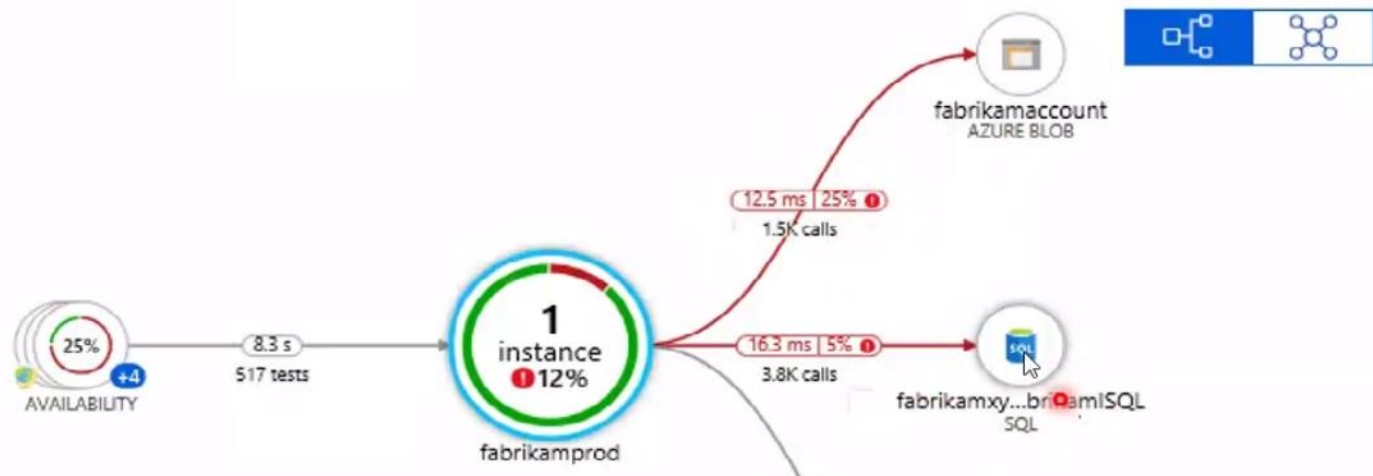 fabrikamaccount
AZURE BLOB
12.5 ms 25%
1.5K calls
25%
+4
AVAILABILITY
8.3 s
517 tests
1
instance
12%
fabrikamprod
16.3 ms 5%
3.8K calls
SQL
SQL